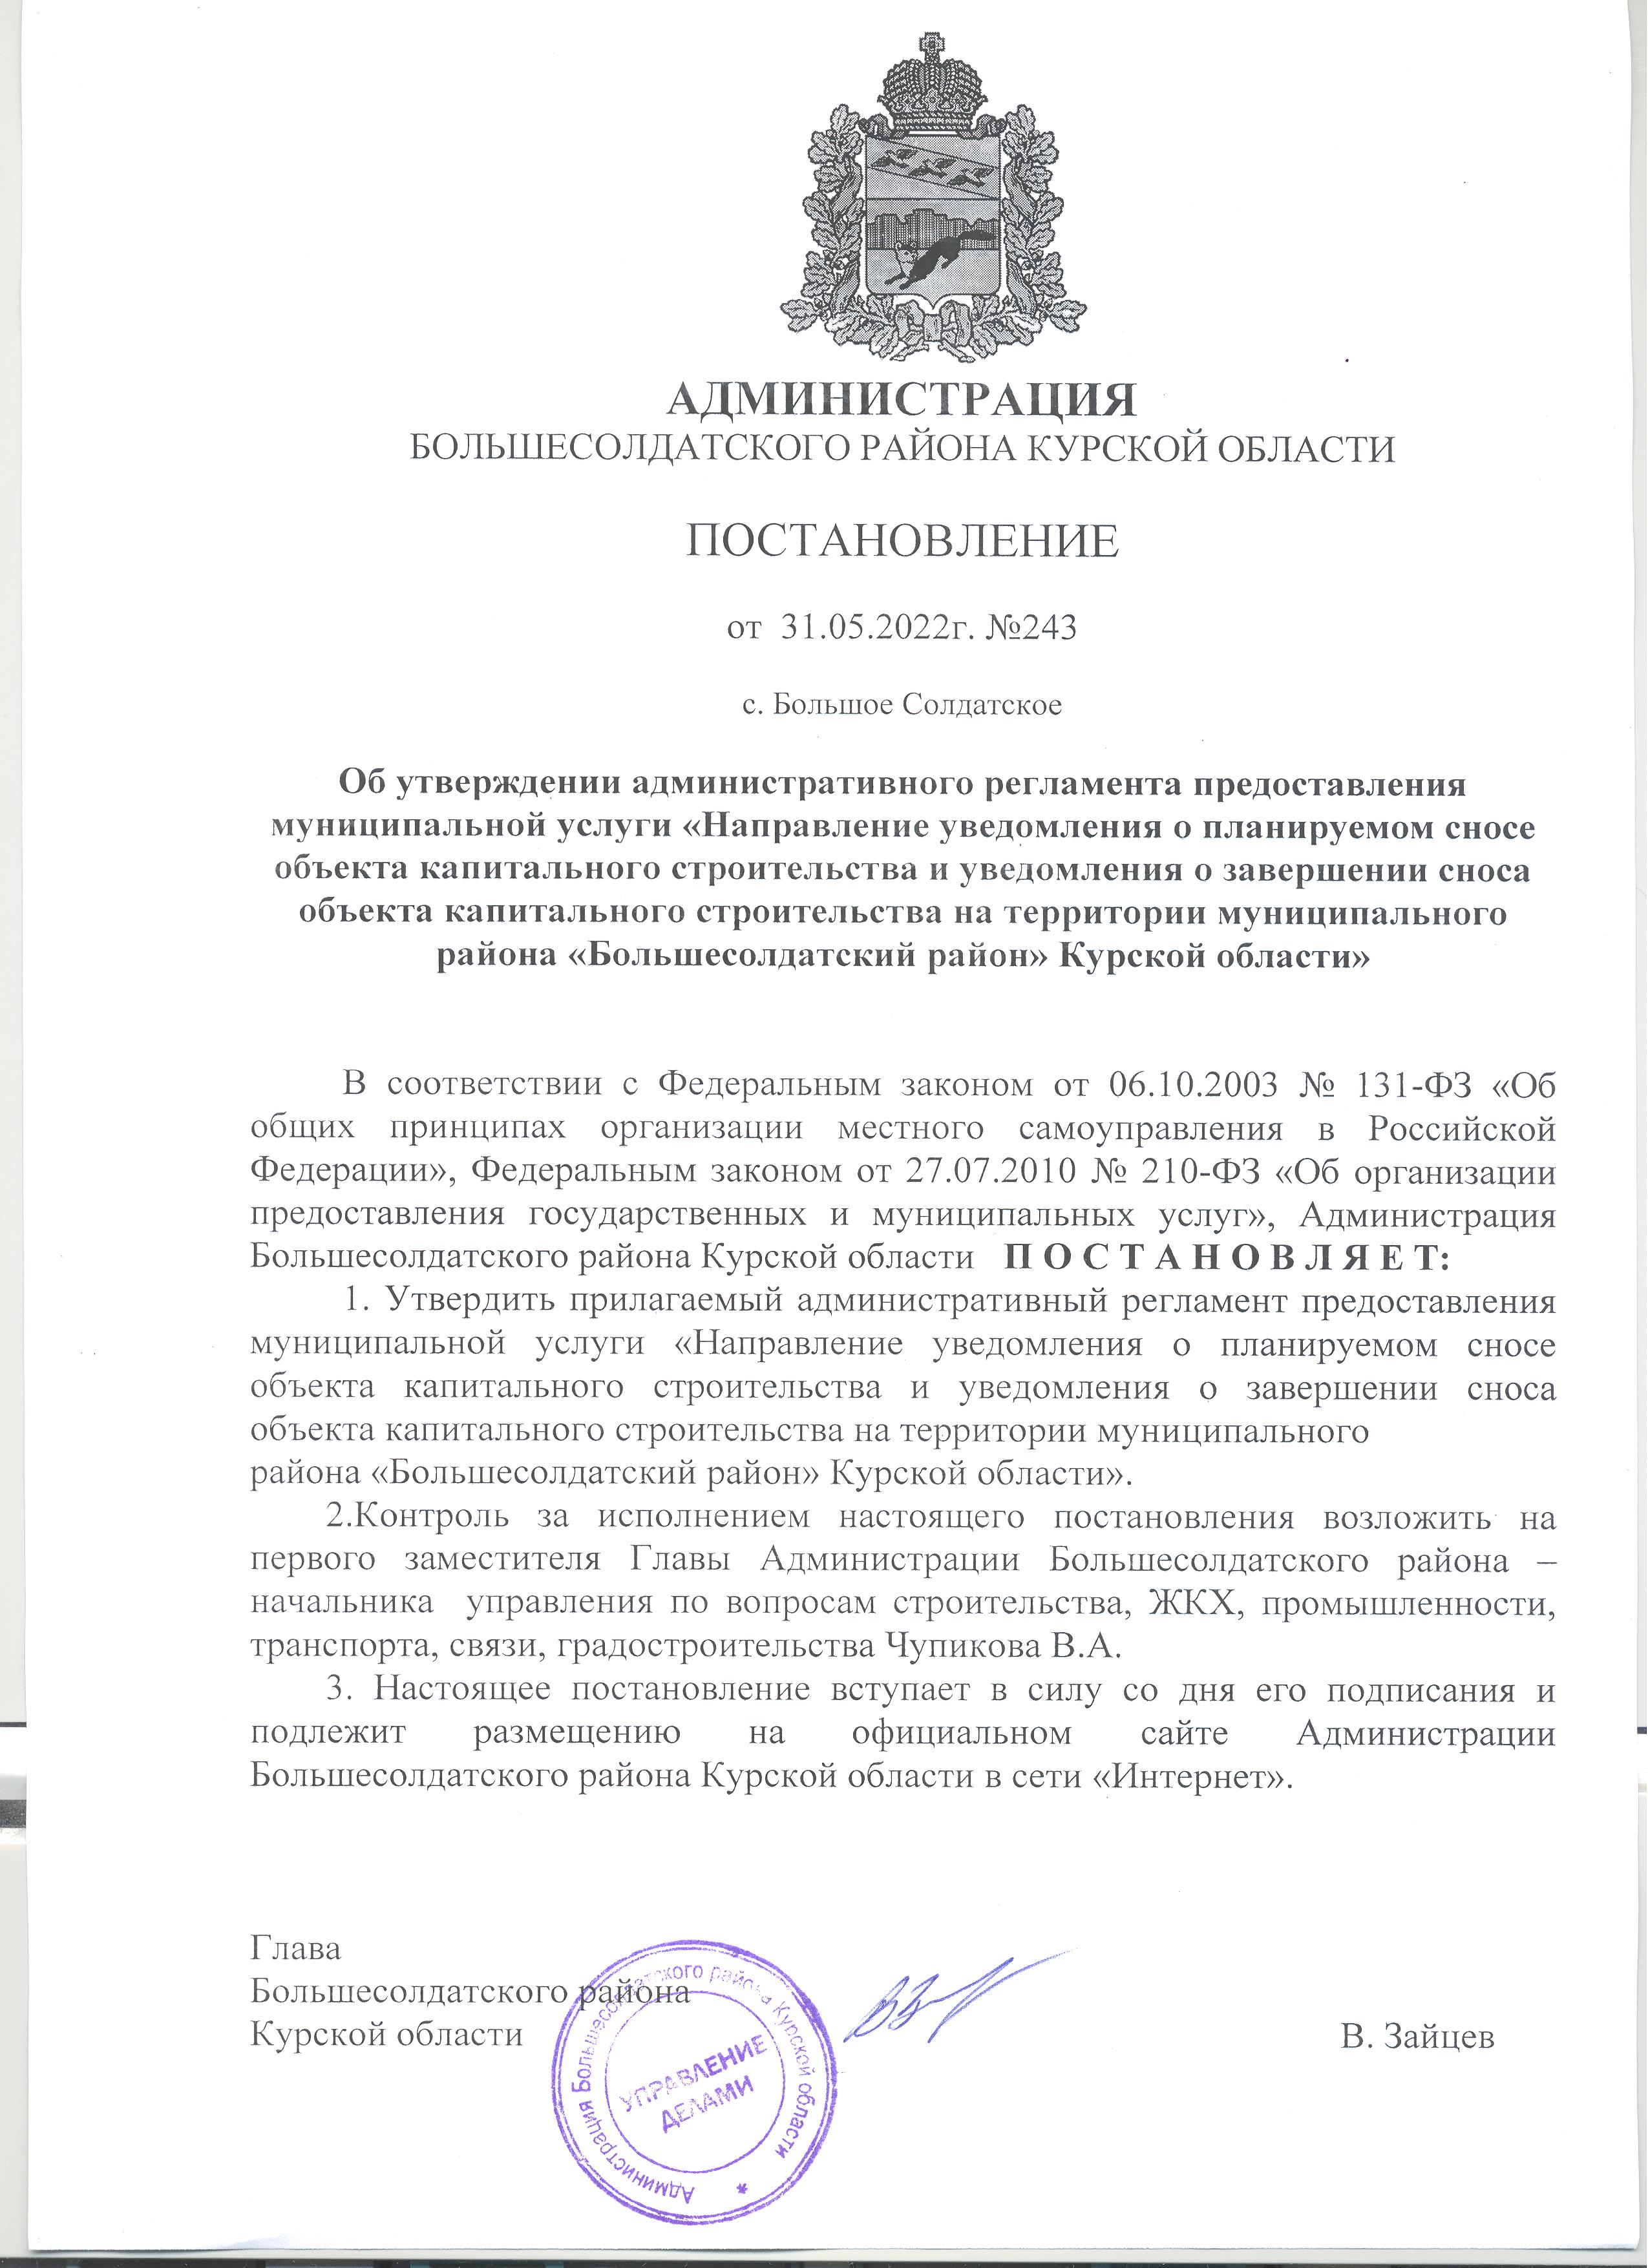 АДМИНИСТРАЦИЯ
БОЛЬШЕСОЛДАТСКОГО РАЙОНА КУРСКОЙ ОБЛАСТИ
ПОСТАНОВЛЕНИЕ
от 31.05.2022г. №243
с. Большое Солдатское
Об утверждении административного регламента предоставления
муниципальной услуги «Направление уведомления о планируемом сносе
объекта капитального строительства и уведомления о завершении сноса
объекта капитального строительства на территории муниципального
района «Большесолдатский район» Курской области»
В соответствии с Федеральным законом от 06.10.2003 № 131-ФЗ «Об
общих принципах организации местного самоуправления в Российской
Федерации», Федеральным законом от 27.07.2010 № 210-ФЗ «Об организации
предоставления государственных и муниципальных услуг», Администрация
Большесолдатского района Курской области П О С Т А Н О В Л Я Е Т:
1. Утвердить прилагаемый административный регламент предоставления
муниципальной услуги «Направление уведомления о планируемом сносе
объекта капитального строительства и уведомления о завершении сноса
объекта капитального строительства на территории муниципального
района «Большесолдатский район» Курской области».
2.Контроль за исполнением настоящего постановления возложить на
первого заместителя Главы Администрации Большесолдатского района –
начальника управления по вопросам строительства, ЖКХ, промышленности,
транспорта, связи, градостроительства Чупикова В.А.
3. Настоящее постановление вступает в силу со дня его подписания и
подлежит размещению на официальном сайте Администрации
Большесолдатского района Курской области в сети «Интернет».
Глава
Большесолдатского района
Курской области
В. Зайцев
Администрация Большесолдатского района Курской области *
УПРАВЛЕНИЕ
ДЕЛАМИ